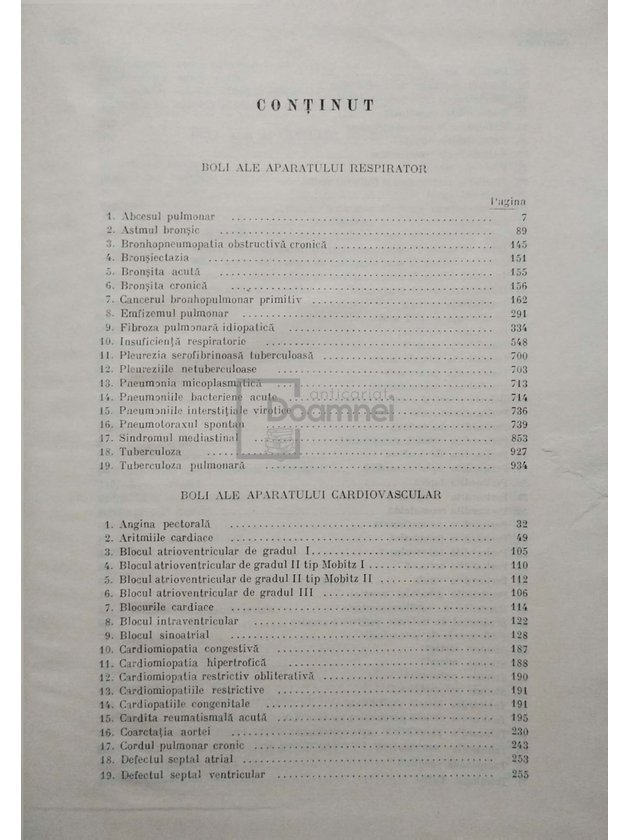 CONȚINUT
BOLI ALE APARATULUI RESPIRATOR
Pagina
1. Abcesul pulmonar 7
2. Astmul bronșic 89
3. Bronhopneumopatia obstructivă cronică 145
4. Bronșiectazia 151
5. Bronșita acută 155
6. Bronșita cronică 156
7. Cancerul bronhopulmonar primitiv 162
8. Emfizemul pulmonar 291
9. Fibroza pulmonară idiopatică 334
10. Insuficiența respiratorie 548
11. Pleurezia serofibrinoasă tuberculoasă 700
12. Pleureziile netuberculoase 703
13. Pneumonia micoplasmatică 713
14. Pneumoniile bacteriene acute 714
15. Pneumoniile interstițiale virotice 736
16. Pneumotoraxul spontan 739
17. Sindromul mediastinal 853
18. Tuberculoza 927
19. Tuberculoza pulmonară 934
anticariat
Doamnei
BOLI ALE APARATULUI CARDIOVASCULAR
1. Angina pectorală 32
2. Aritmiile cardiace 49
3. Blocul atrioventricular de gradul I 105
4. Blocul atrioventricular de gradul II tip Mobitz I 110
5. Blocul atrioventricular de gradul II tip Mobitz II 112
6. Blocul atrioventricular de gradul III 106
7. Blocurile cardiace 114
8. Blocul intraventricular 122
9. Blocul sinoatrial 128
10. Cardiomiopatia congestivă 187
11. Cardiomiopatia hipertrofică 188
12. Cardiomiopatia restrictiv obliterativă 190
13. Cardiomiopatiile restrictive 191
14. Cardiopatiile congenitale 191
15. Cardita reumatismală acută 195
16. Coarctația aortei 230
17. Cordul pulmonar cronic 243
18. Defectul septal atrial 253
19. Defectul septal ventricular 255